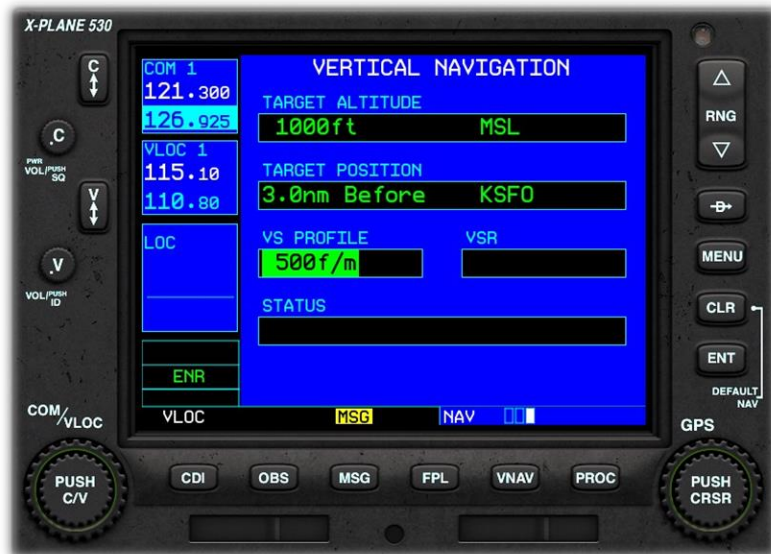 X-PLANE 530
C
.C
PWR
VOL/PUSH
SQ
V
.V
VOL/PUSH
ID
COM/VLOC
PUSH
C/V
COM 1
121.300
126.925
VLOC 1
115.10
110.80
LOC
ENR
VLOC
VERTICAL NAVIGATION
TARGET ALTITUDE
1000ft MSL
TARGET POSITION
3.0nm Before KSFO
VS PROFILE VSR
500f/m
STATUS
MSG
NAV
RNG
D
MENU
CLR
ENT
DEFAULT
NAV
GPS
PUSH
CRSR
CDI OBS MSG FPL VNAV PROC